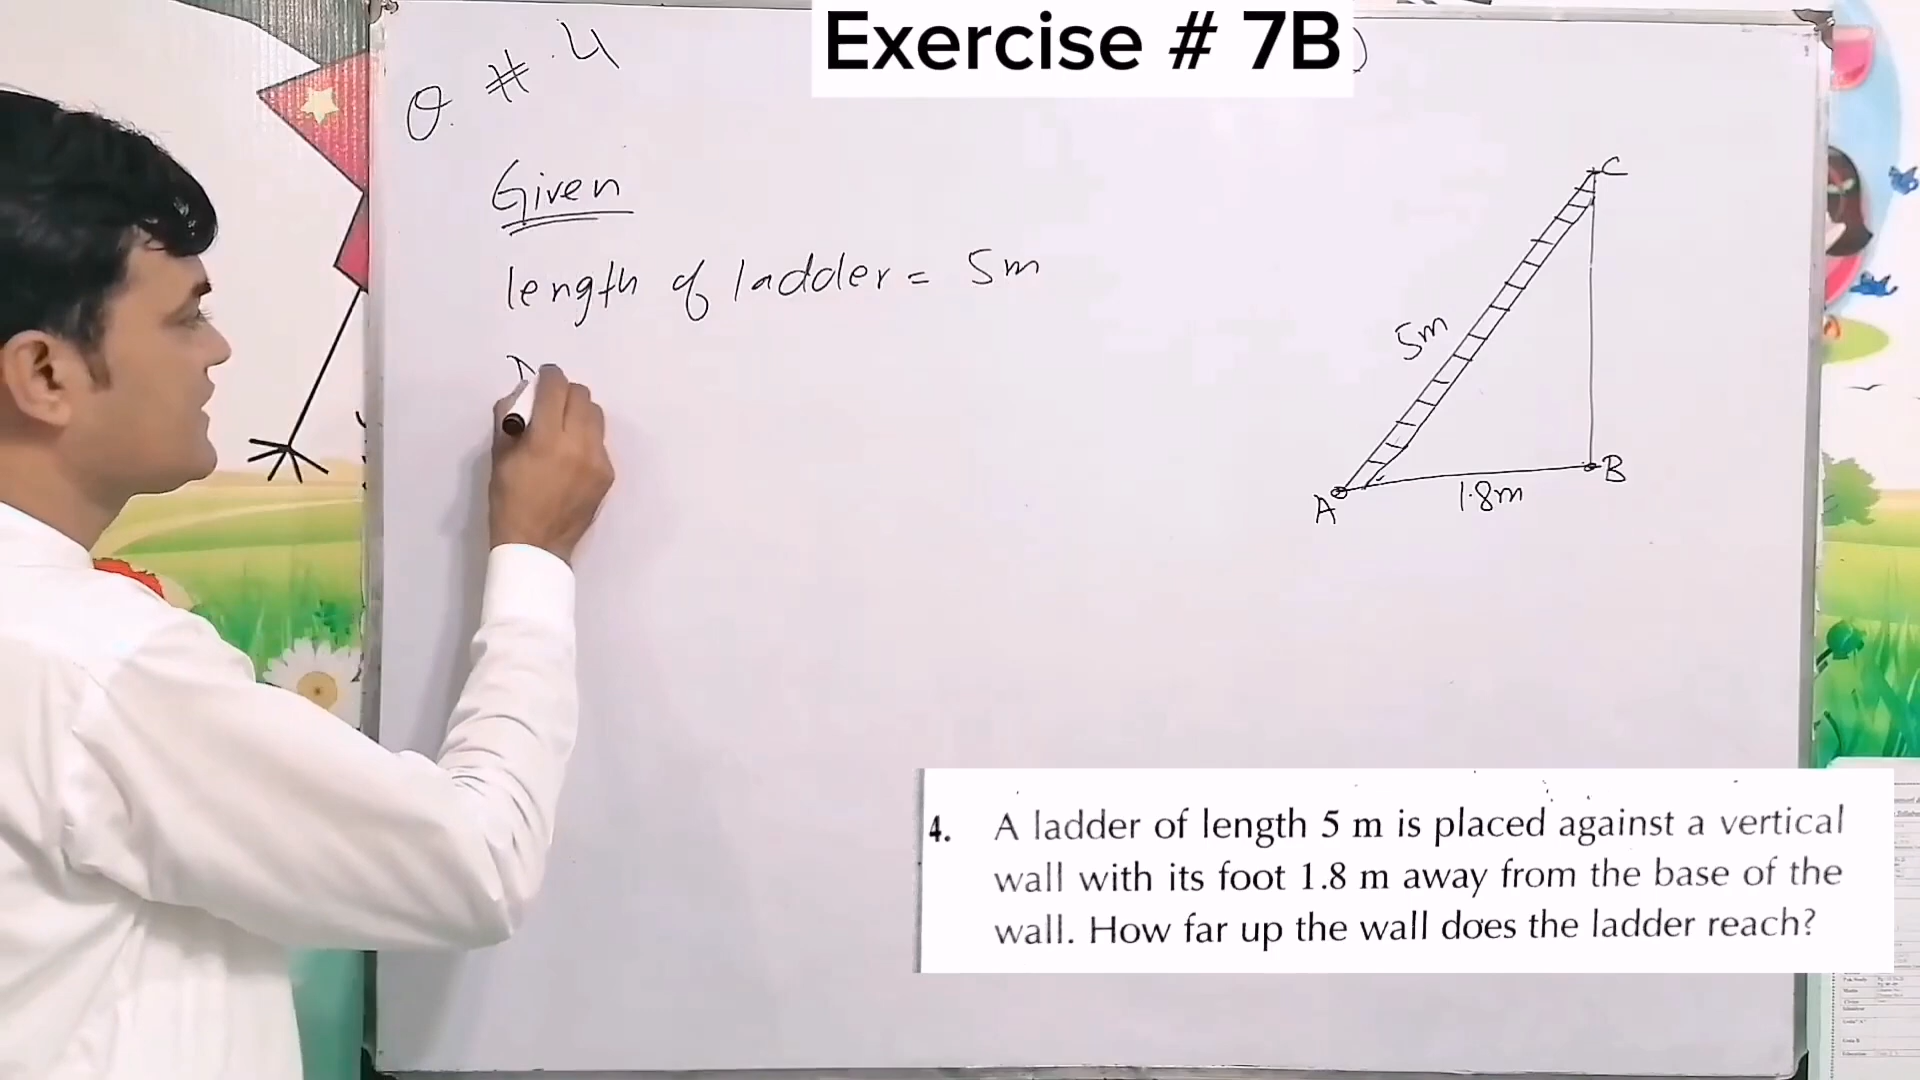 Exercise # 7B
Q. # 4
Given
length of ladder = 5m
C
5m
B
A
1.8m
4. A ladder of length 5 m is placed against a vertical
wall with its foot 1.8 m away from the base of the
wall. How far up the wall does the ladder reach?